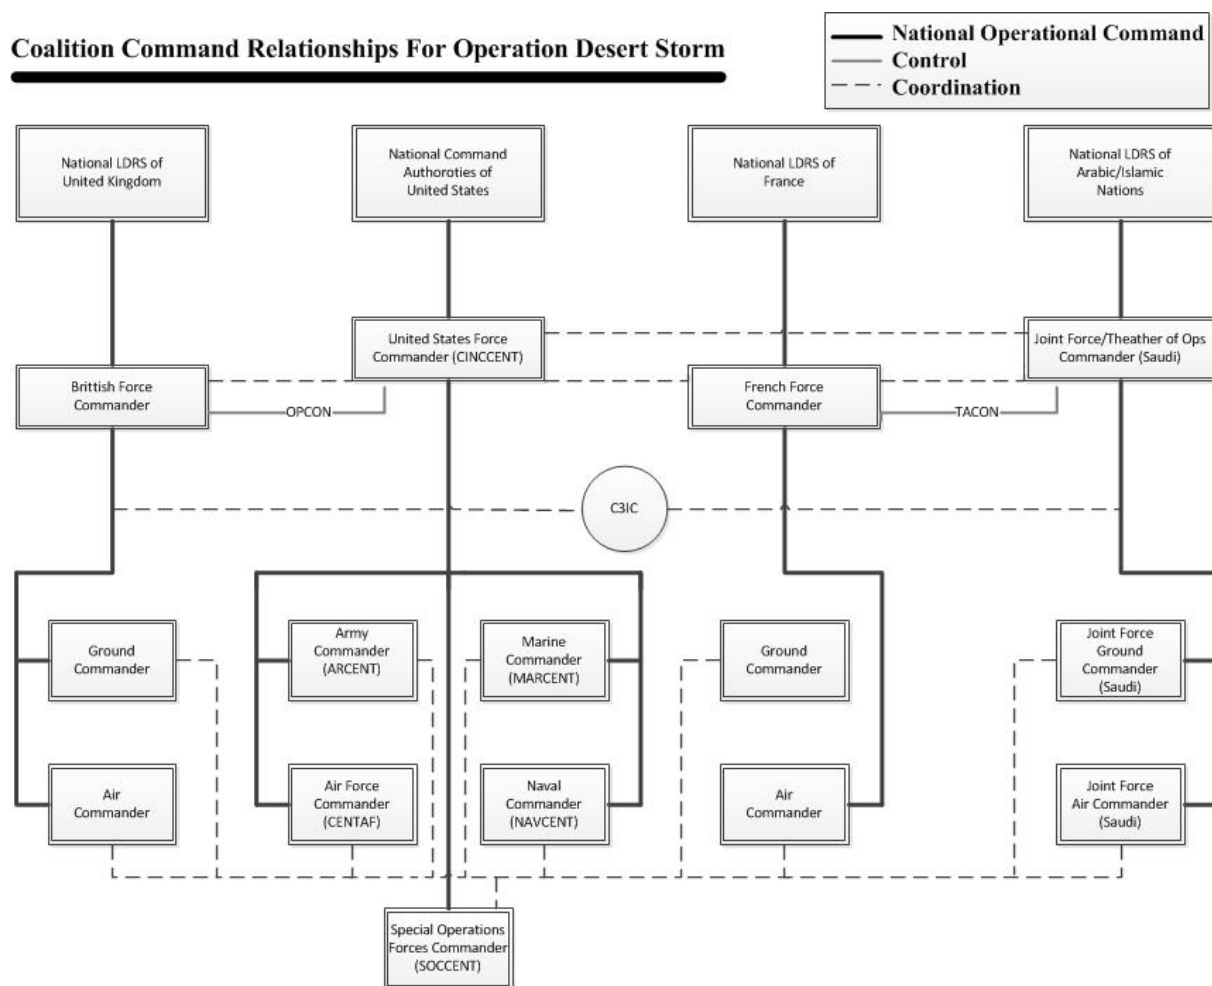 Coalition Command Relationships For Operation Desert Storm
National Operational Command
Control
Coordination
National LDRS of
United Kingdom
National Command
Authoroties of
United States
National LDRS of
France
National LDRS of
Arabic/Islamic
Nations
United States Force
Commander (CINCCENT)
Joint Force/Theather of Ops
Commander (Saudi)
Brittish Force
Commander
OPCON
French Force
Commander
TACON
C3IC
Ground
Commander
Army
Commander
(ARCENT)
Marine
Commander
(MARCENT)
Ground
Commander
Joint Force
Ground
Commander
(Saudi)
Air
Commander
Air Force
Commander
(CENTAF)
Naval
Commander
(NAVCENT)
Air
Commander
Joint Force
Air Commander
(Saudi)
Special Operations
Forces Commander
(SOCCENT)